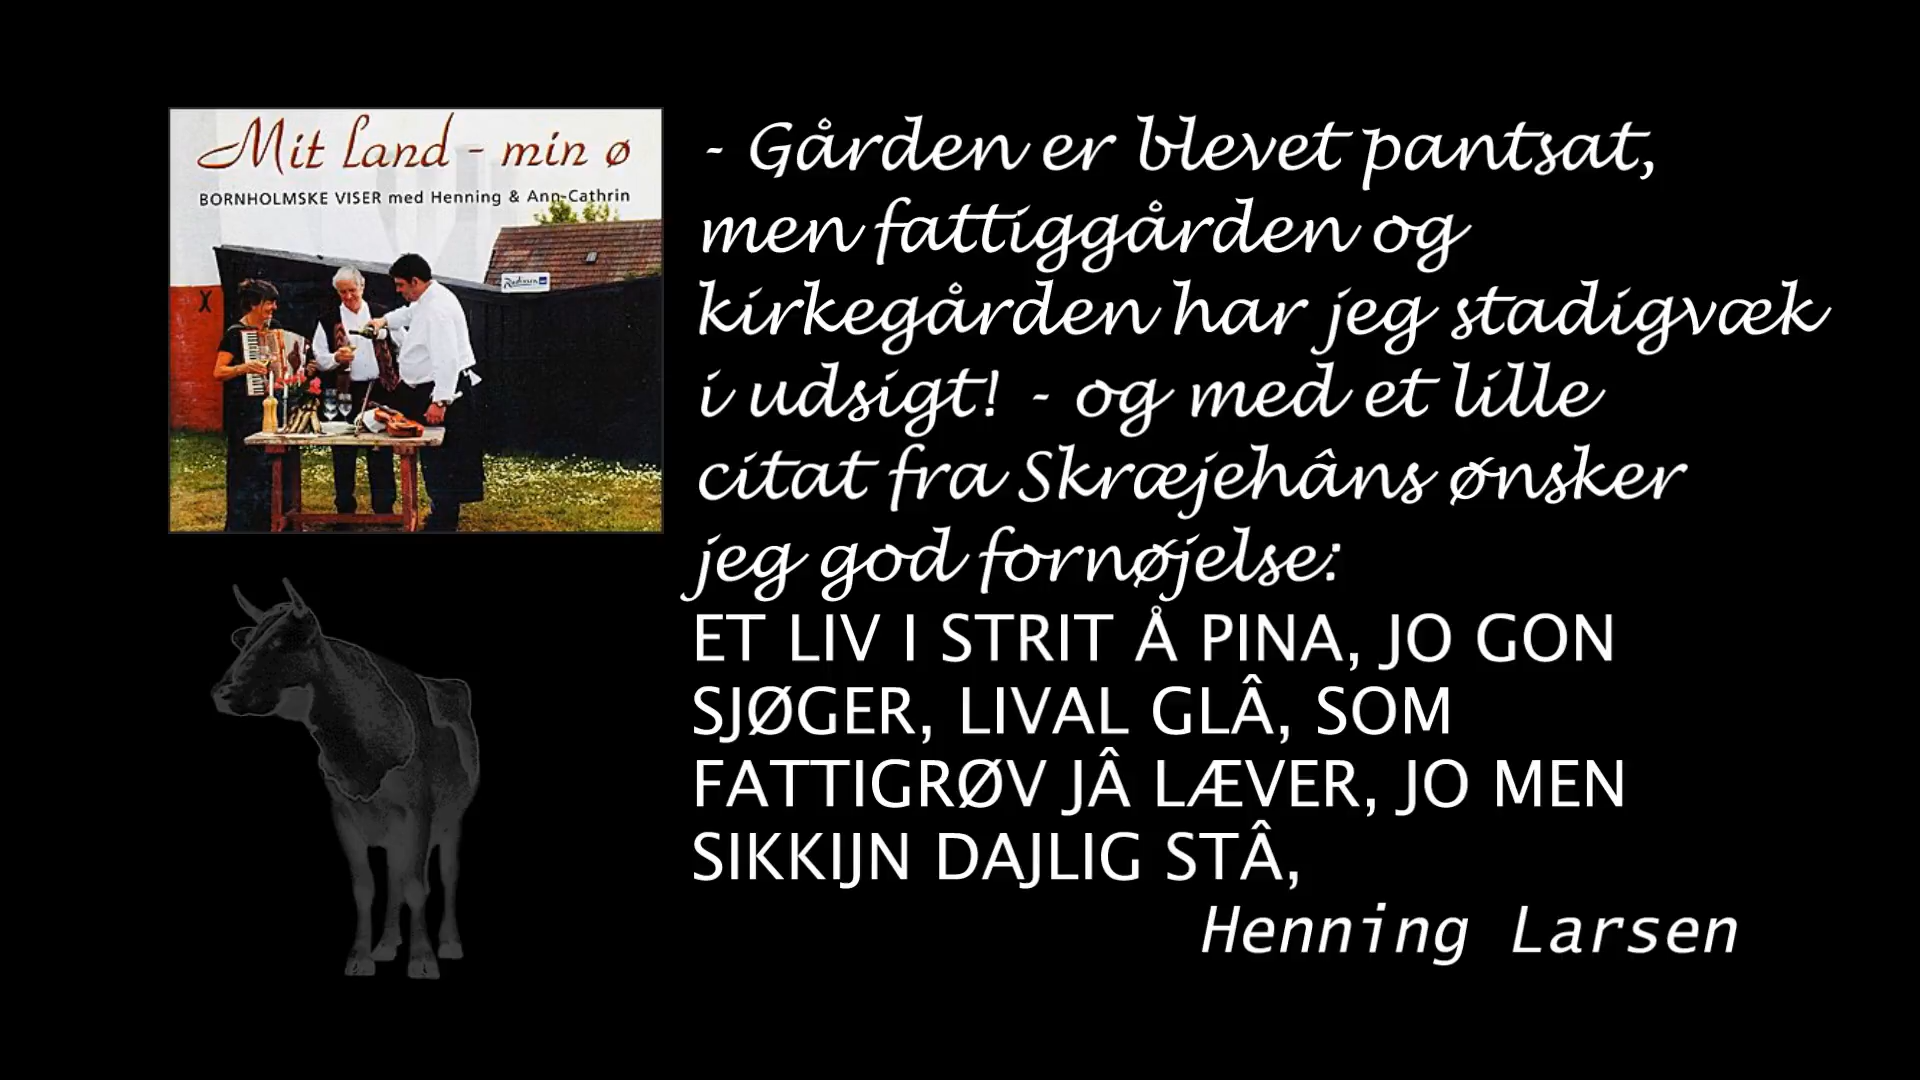 Mit land - min ø
BORNHOLMSKE VISER med Henning & Ann-Cathrin
Radisson
X
- Gården er blevet pantsat,
men fattiggården og
kirkegården har jeg stadigvæk
i udsigt! - og med et lille
citat fra Skræjehâns ønsker
jeg god fornøjelse:
ET LIV I STRIT Å PINA, JO GON
SJØGER, LIVAL GLÂ, SOM
FATTIGRØV JÂ LÆVER, JO MEN
SIKKIJN DAJLIG STÂ,
Henning Larsen